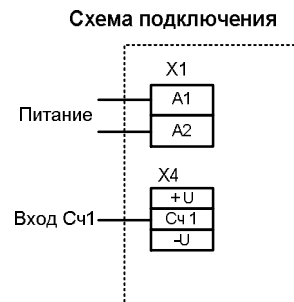 Схема подключения
X1
Питание
A1
A2
X4
+U
Вход Сч1
Сч 1
-U